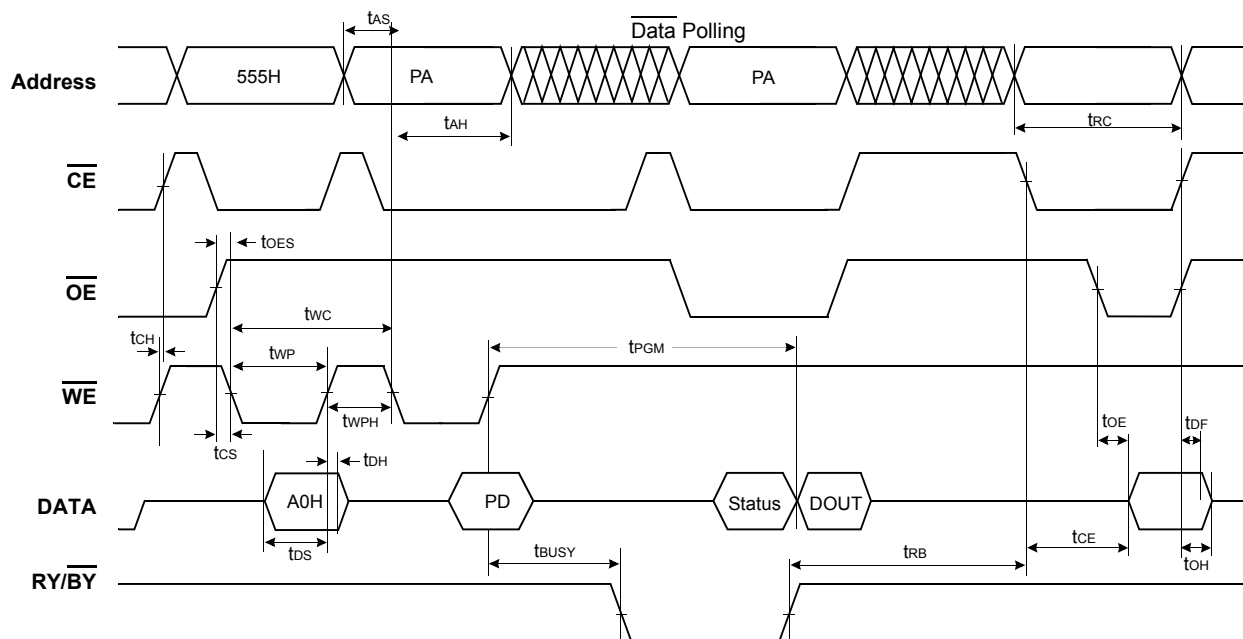 tAS
Data Polling
Address
555H
PA
PA
tAH
tRC
CE
tOES
OE
tWC
tCH
tWP
tPGM
WE
tWPH
tOE
tDF
tCS
tDH
DATA
A0H
PD
Status
DOUT
tDS
tBUSY
tRB
tCE
tOH
RY/BY